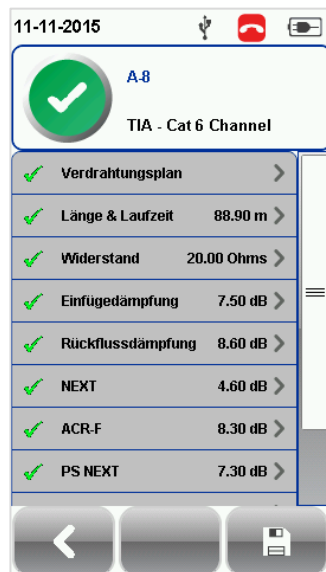 11-11-2015
A-8
TIA - Cat 6 Channel
Verdrahtungsplan
Länge & Laufzeit 88.90 m
Widerstand 20.00 Ohms
Einfügedämpfung 7.50 dB
Rückflussdämpfung 8.60 dB
NEXT 4.60 dB
ACR-F 8.30 dB
PS NEXT 7.30 dB